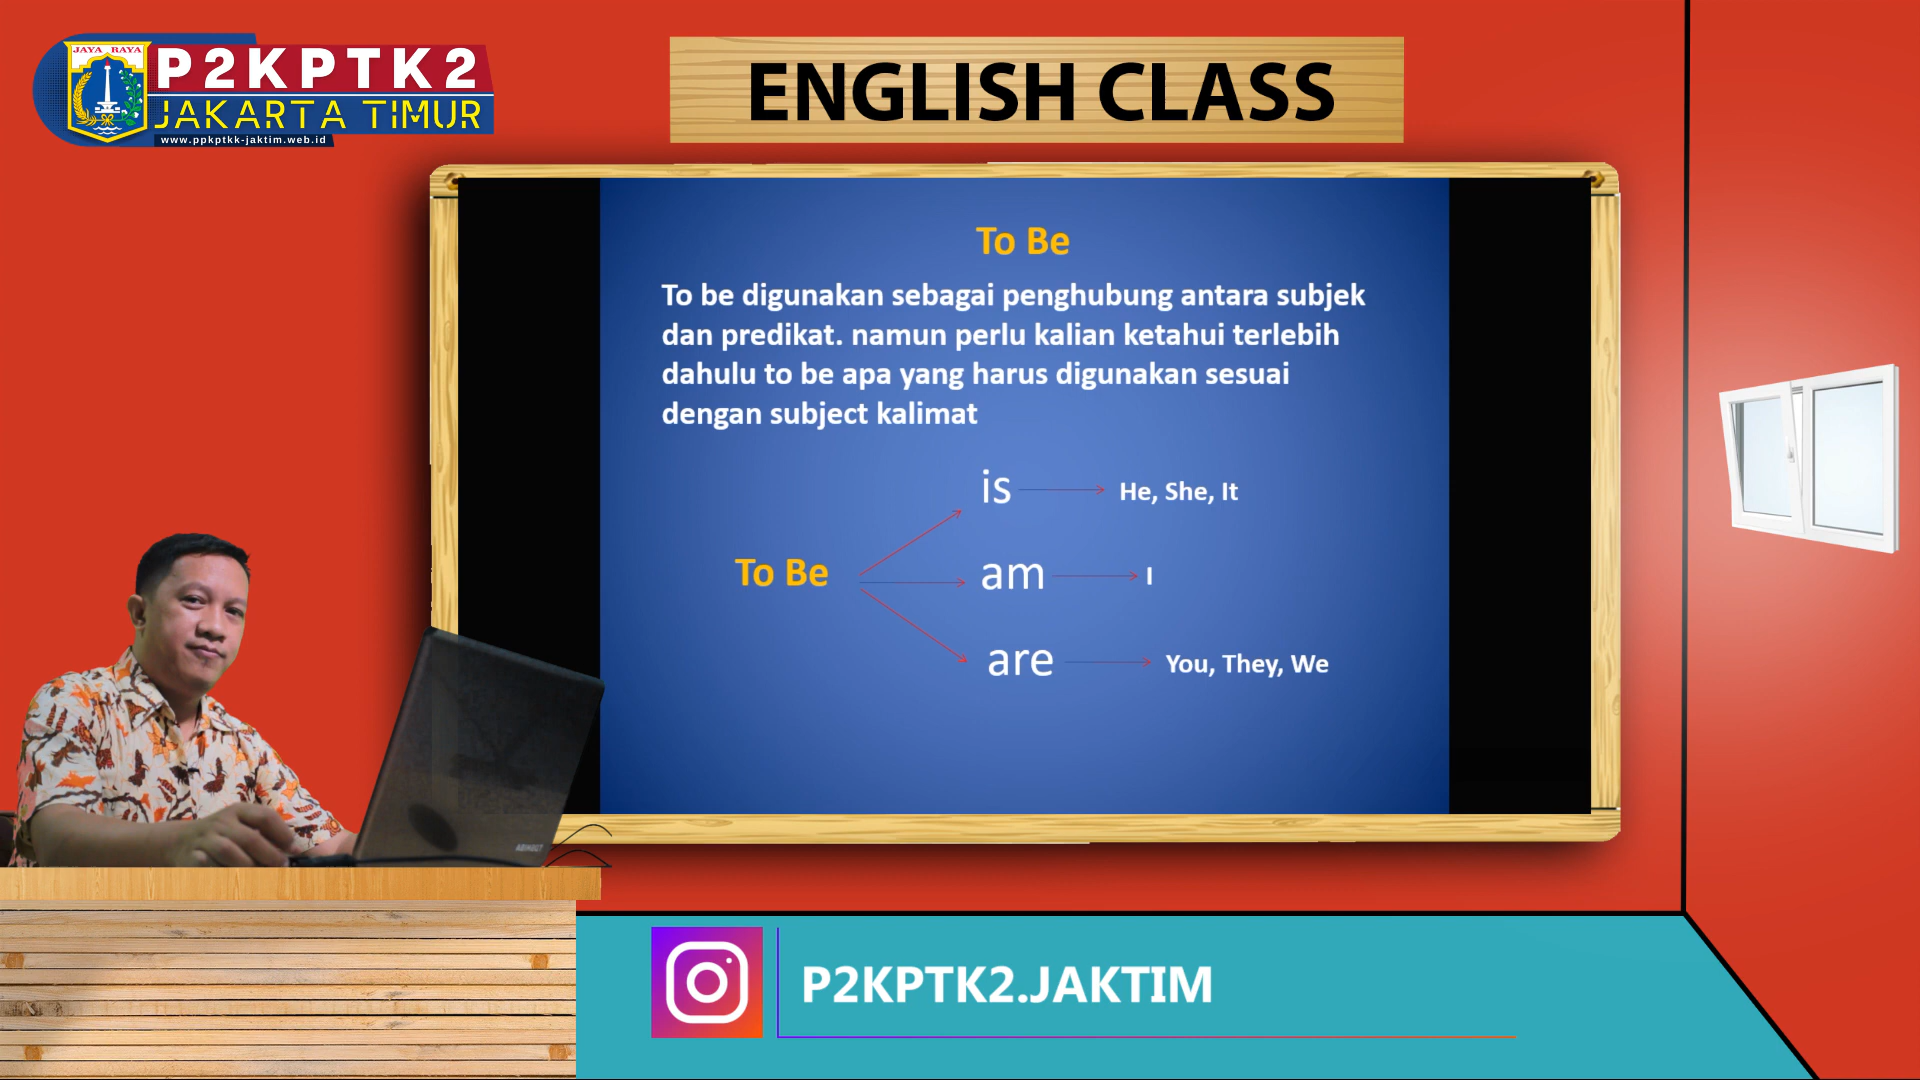 JAYA RAYA
P2KPTK2
JAKARTA TIMUR
www.ppkptkk-jaktim.web.id
ENGLISH CLASS
To Be
To be digunakan sebagai penghubung antara subjek
dan predikat. namun perlu kalian ketahui terlebih
dahulu to be apa yang harus digunakan sesuai
dengan subject kalimat
is He, She, It
To Be
am I
are You, They, We
P2KPTK2.JAKTIM